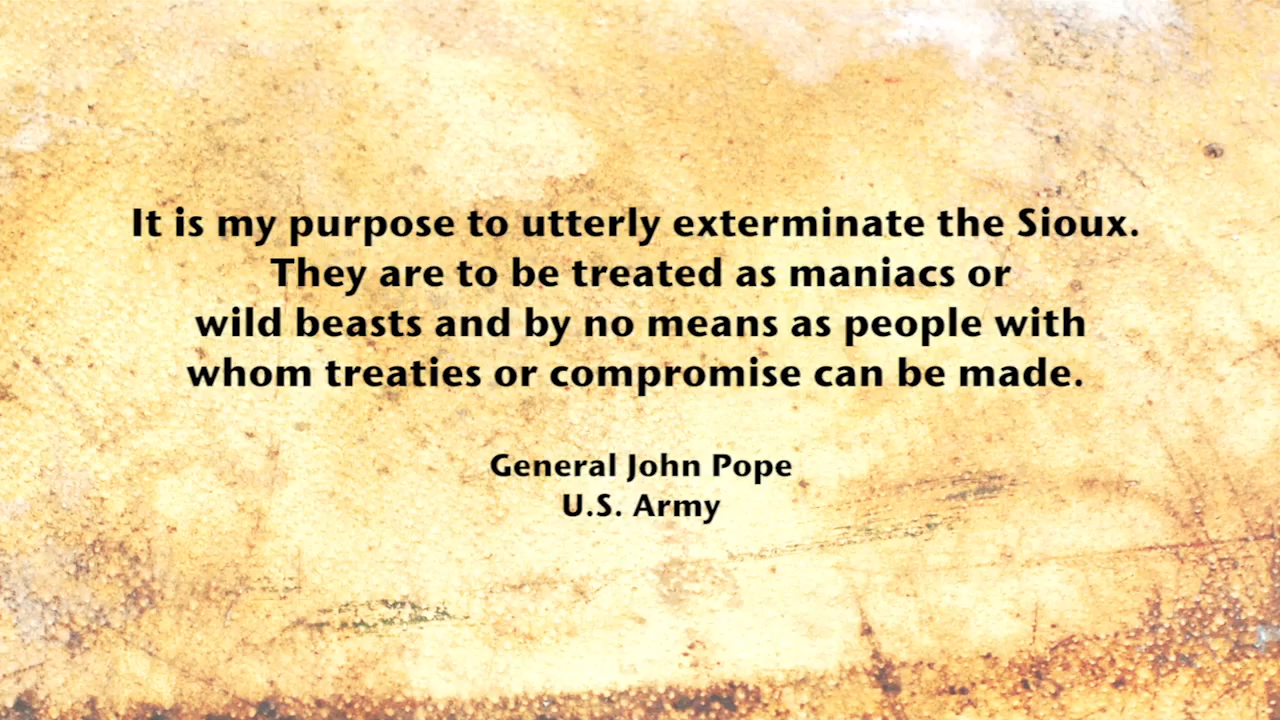 It is my purpose to utterly exterminate the Sioux.
They are to be treated as maniacs or
wild beasts and by no means as people with
whom treaties or compromise can be made.
General John Pope
U.S. Army